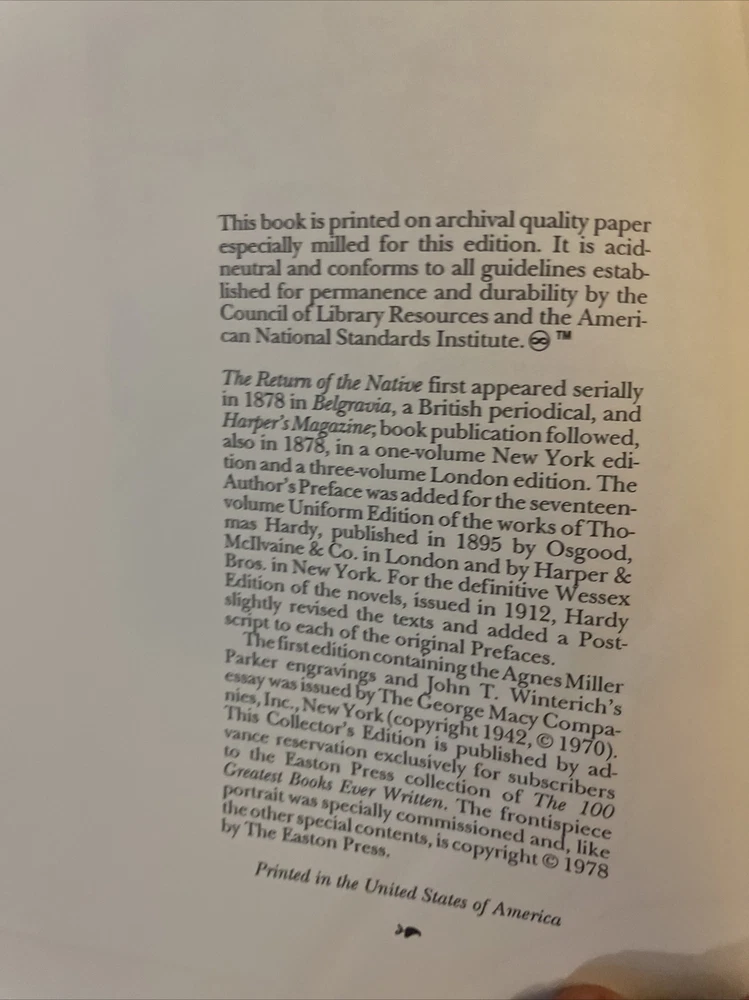 This book is printed on archival quality paper
especially milled for this edition. It is acid-
neutral and conforms to all guidelines estab-
lished for permanence and durability by the
Council of Library Resources and the Ameri-
can National Standards Institute. ♾ ™
The Return of the Native first appeared serially
in 1878 in Belgravia, a British periodical, and
Harper's Magazine; book publication followed,
also in 1878, in a one-volume New York edi-
tion and a three-volume London edition. The
Author's Preface was added for the seventeen-
volume Uniform Edition of the works of Tho-
mas Hardy, published in 1895 by Osgood,
McIlvaine & Co. in London and by Harper &
Bros. in New York. For the definitive Wessex
Edition of the novels, issued in 1912, Hardy
slightly revised the texts and added a Post-
script to each of the original Prefaces.
The first edition containing the Agnes Miller
Parker engravings and John T. Winterich's
essay was issued by The George Macy Compa-
nies, Inc., New York (copyright 1942, © 1970).
This Collector's Edition is published by ad-
vance reservation exclusively for subscribers
to the Easton Press collection of The 100
Greatest Books Ever Written. The frontispiece
portrait was specially commissioned and, like
the other special contents, is copyright © 1978
by The Easton Press.
Printed in the United States of America